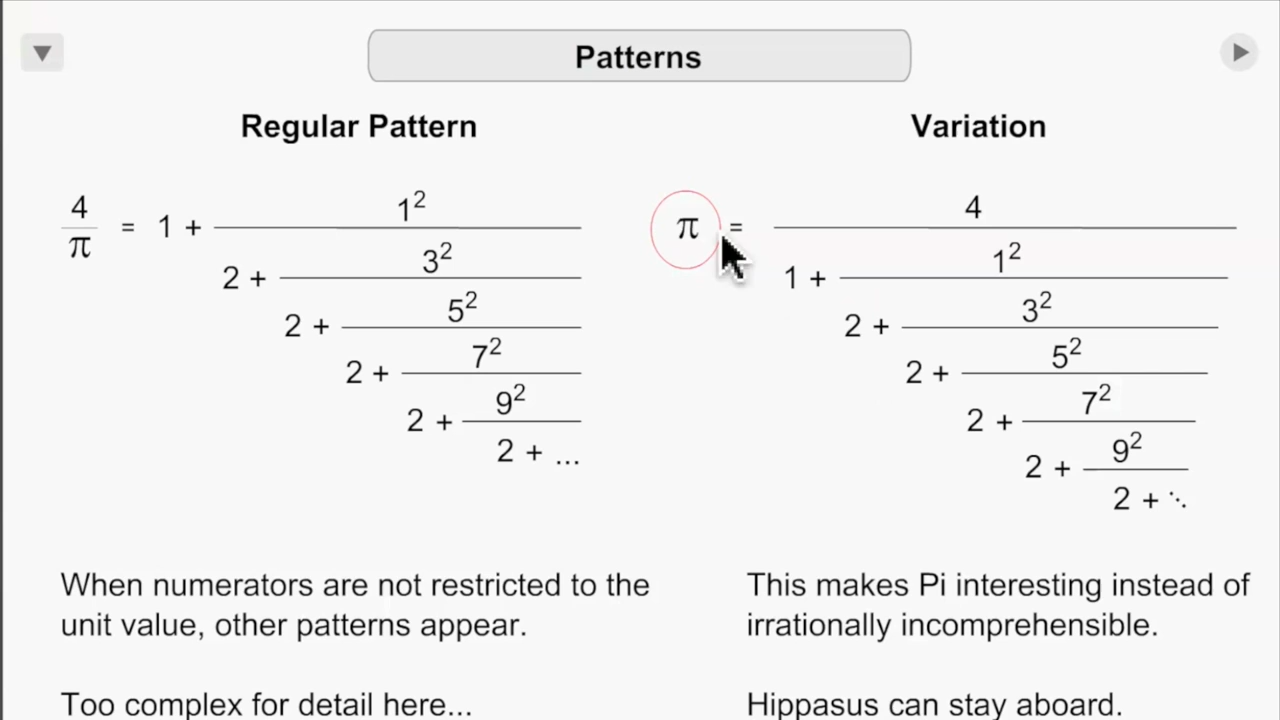 Patterns
Regular Pattern
4/π = 1 + 1²
2 + 3²
2 + 5²
2 + 7²
2 + 9²
2 + ...
When numerators are not restricted to the
unit value, other patterns appear.
Too complex for detail here...
Variation
π = 4
1 + 1²
2 + 3²
2 + 5²
2 + 7²
2 + 9²
2 + ⋱
This makes Pi interesting instead of
irrationally incomprehensible.
Hippasus can stay aboard.